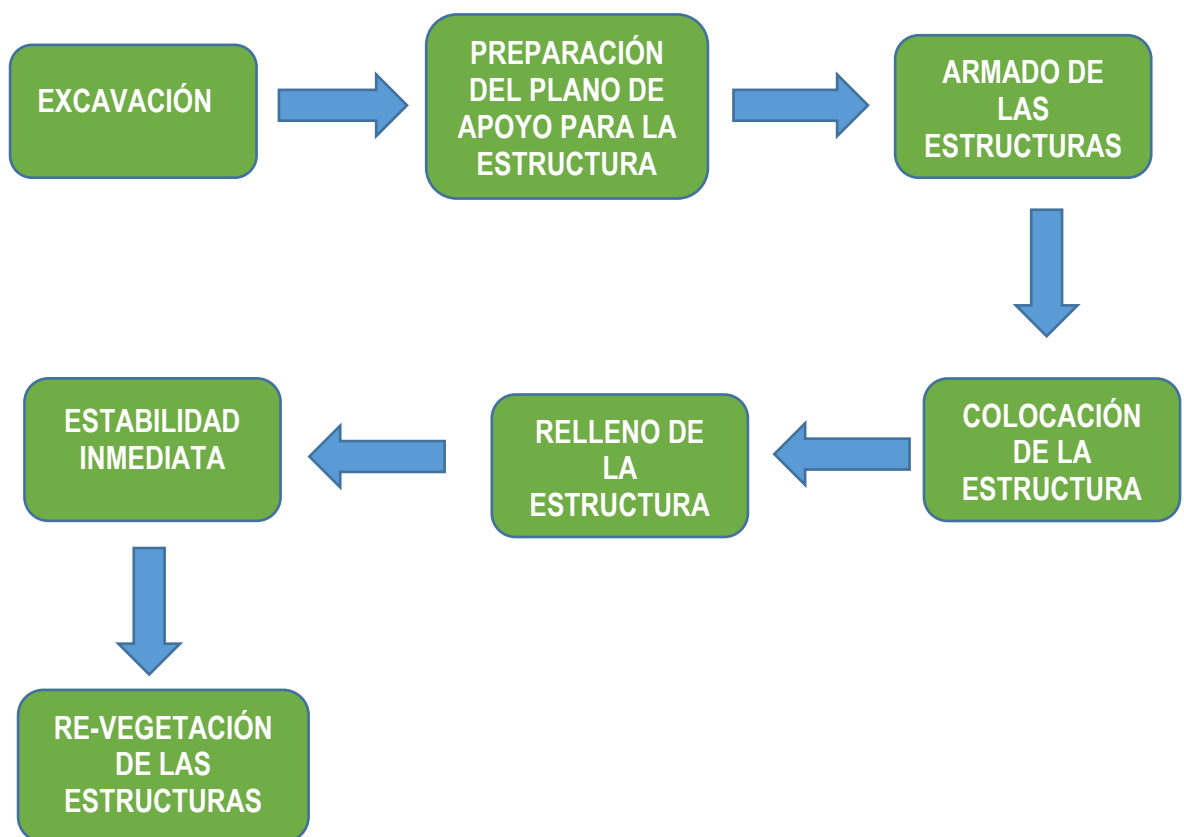 EXCAVACIÓN
PREPARACIÓN
DEL PLANO DE
APOYO PARA LA
ESTRUCTURA
ARMADO DE
LAS
ESTRUCTURAS
COLOCACIÓN
DE LA
ESTRUCTURA
RELLENO DE
LA
ESTRUCTURA
ESTABILIDAD
INMEDIATA
RE-VEGETACIÓN
DE LAS
ESTRUCTURAS